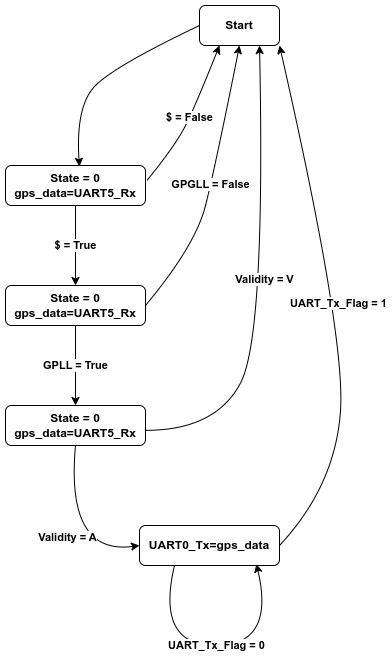 Start
$ = False
State = 0
gps_data=UART5_Rx
GPGLL = False
$ = True
Validity = V
State = 0
gps_data=UART5_Rx
UART_Tx_Flag = 1
GPLL = True
State = 0
gps_data=UART5_Rx
Validity = A
UART0_Tx=gps_data
UART_Tx_Flag = 0